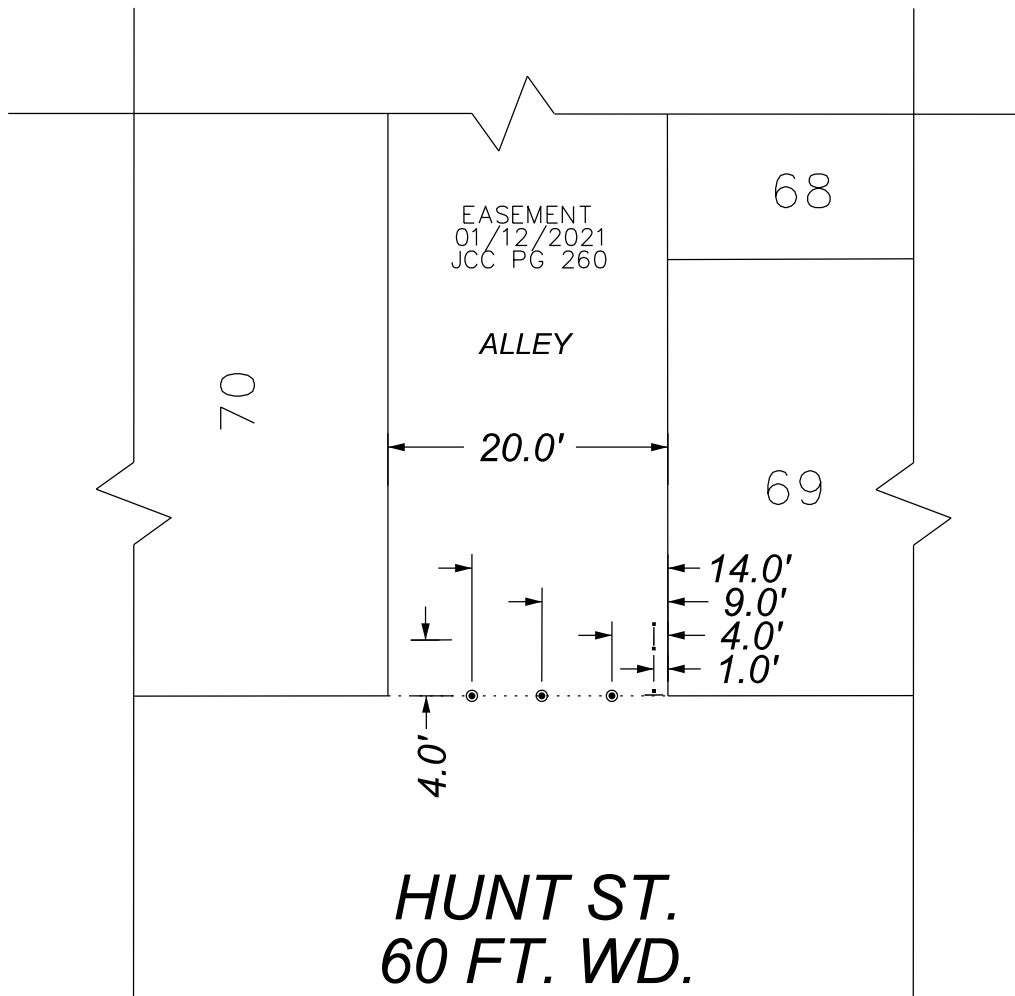 68
EASEMENT
01/12/2021
JCC PG 260
ALLEY
70
20.0'
69
14.0'
9.0'
4.0'
1.0'
4.0'
HUNT ST.
60 FT. WD.